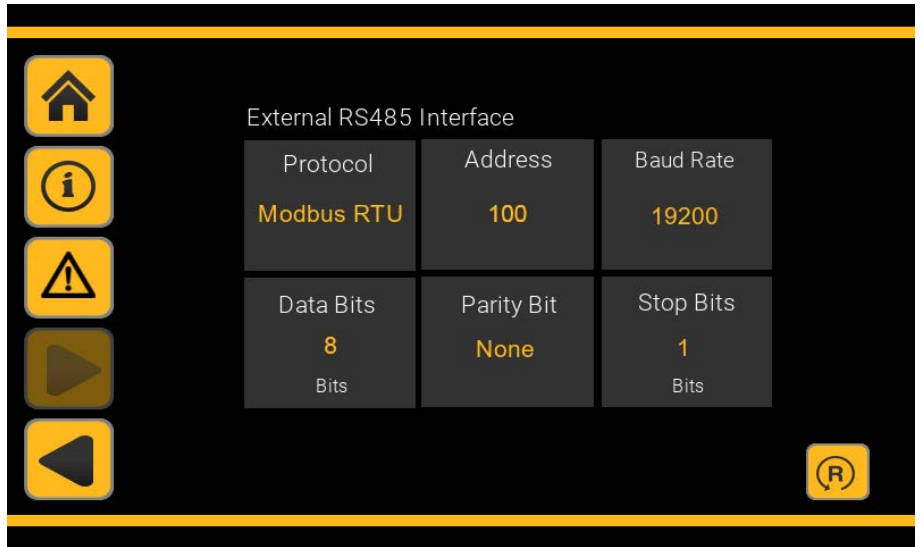 External RS485 Interface
Protocol
Address
Baud Rate
Modbus RTU
100
19200
Data Bits
Parity Bit
Stop Bits
8
None
1
Bits
Bits
i
R